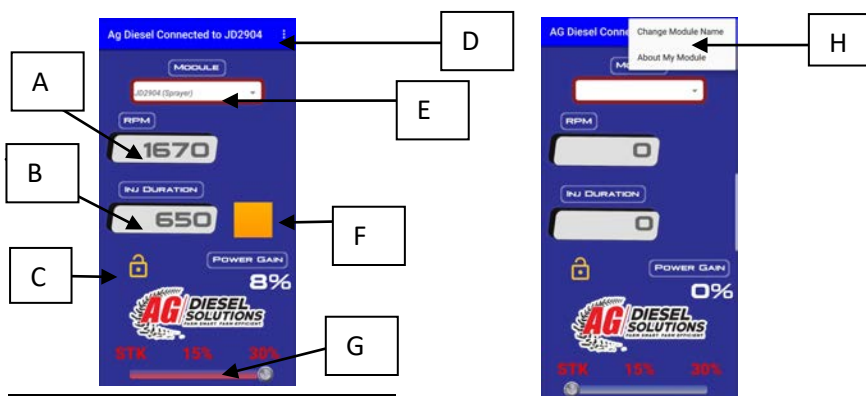 Ag Diesel Connected to JD2904
MODULE
JD2904 (Sprayer)
RPM
1670
INJ DURATION
650
POWER GAIN
8%
AG DIESEL
SOLUTIONS
FARM SMART FARM EFFICIENT
STK 15% 30%
A
B
C
D
E
F
G
AG Diesel Conne
Change Module Name
About My Module
MO
RPM
0
INJ DURATION
0
POWER GAIN
0%
AG DIESEL
SOLUTIONS
FARM SMART FARM EFFICIENT
STK 15% 30%
H